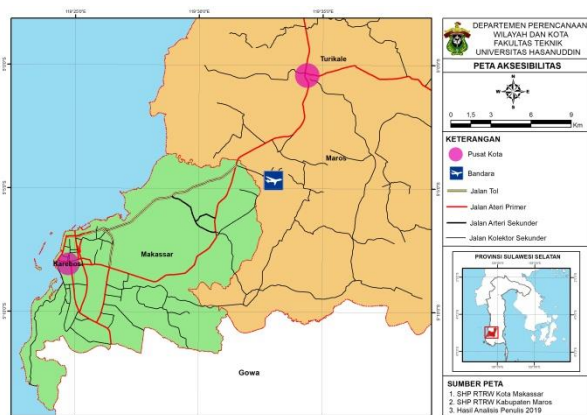 DEPARTEMEN PERENCANAAN
WILAYAH DAN KOTA
FAKULTAS TEKNIK
UNIVERSITAS HASANUDDIN
PETA AKSESIBILITAS
N
W E
S
0 1,5 3 6 9
Km
KETERANGAN
Pusat Kota
Bandara
Jalan Tol
Jalan Ateri Primer
Jalan Arteri Sekunder
Jalan Kolektor Sekunder
PROVINSI SULAWESI SELATAN
SUMBER PETA
1. SHP RTRW Kota Makassar
2. SHP RTRW Kabupaten Maros
3. Hasil Analisis Penulis 2019
Turikale
Maros
Makassar
Gowa